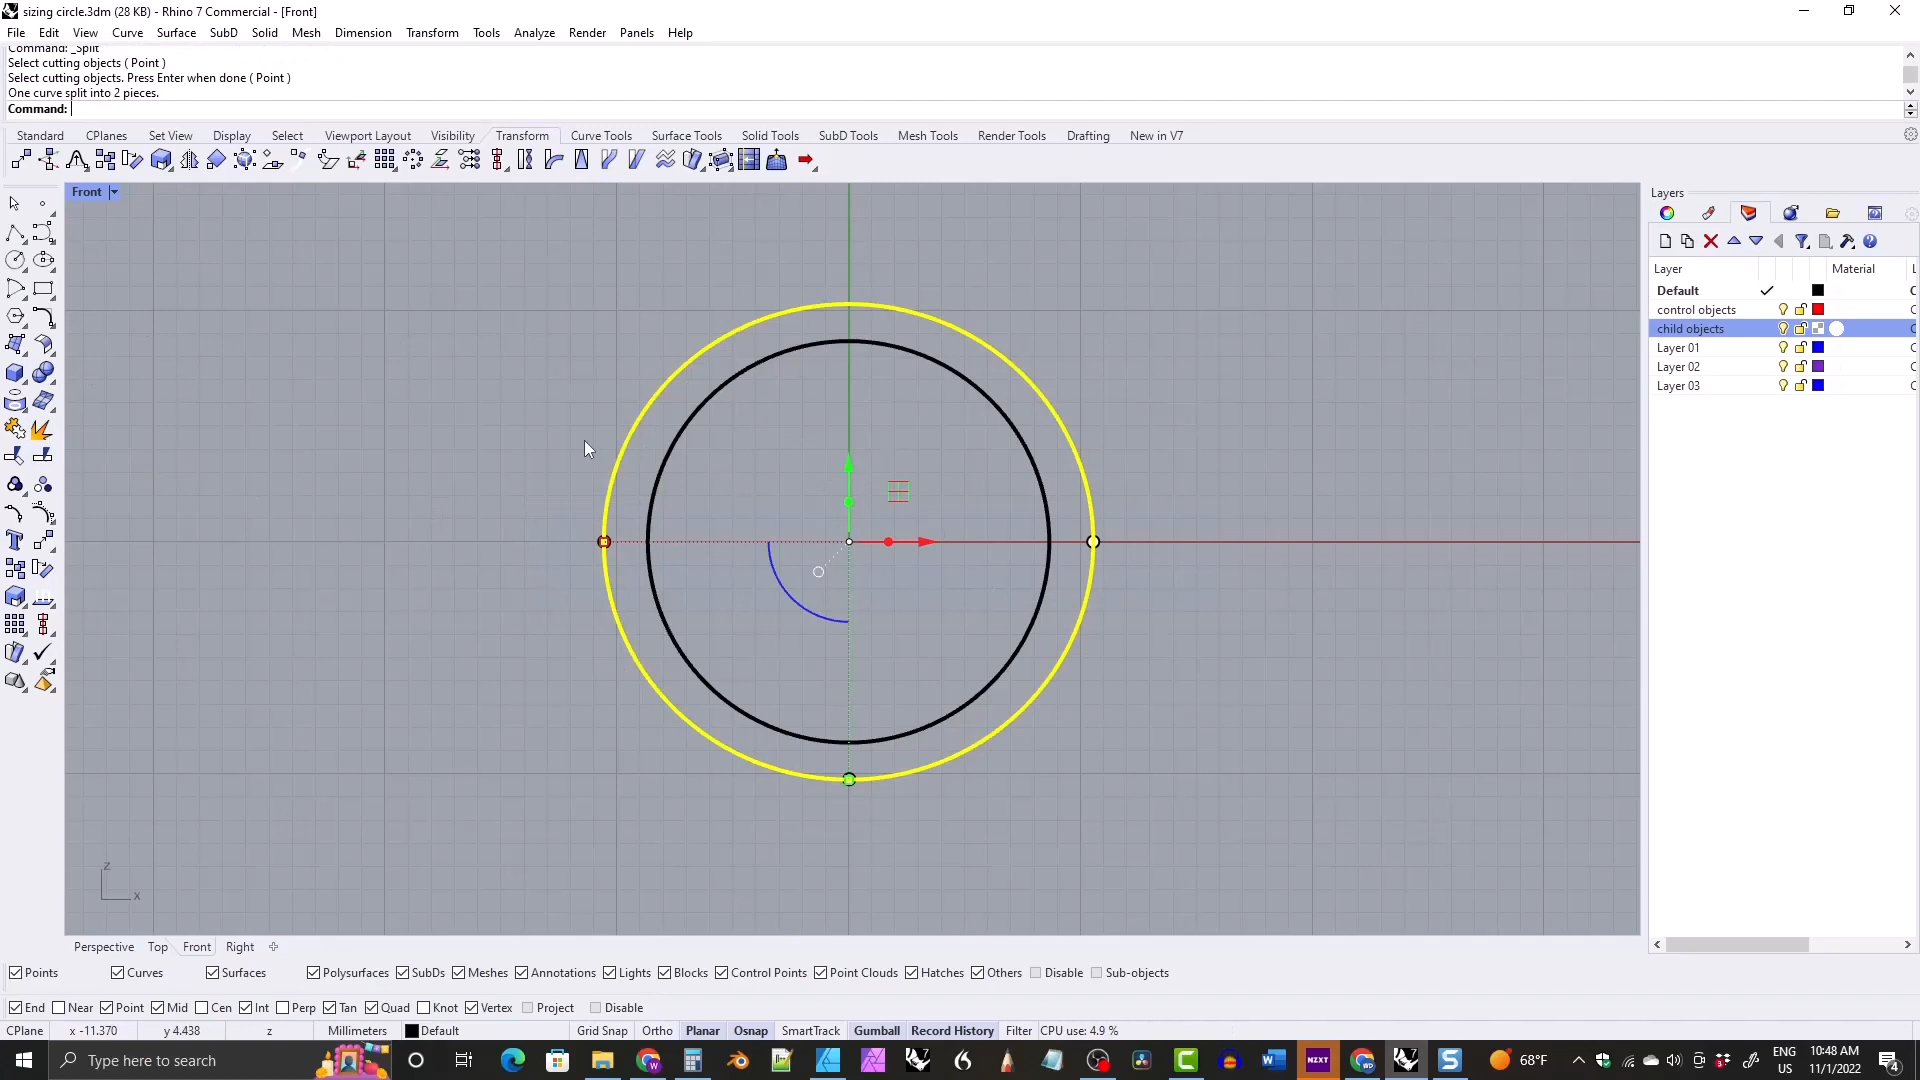 sizing circle.3dm (28 KB) - Rhino 7 Commercial - [Front]
File Edit View Curve Surface SubD Solid Mesh Dimension Transform Tools Analyze Render Panels Help
Command: _Split
Select cutting objects ( Point )
Select cutting objects. Press Enter when done ( Point )
One curve split into 2 pieces.
Command:
Standard CPlanes Set View Display Select Viewport Layout Visibility Transform Curve Tools Surface Tools Solid Tools SubD Tools Mesh Tools Render Tools Drafting New in V7
Front
Layers
Layer Material L
Default C
control objects C
child objects C
Layer 01 C
Layer 02 C
Layer 03 C
z
x
Perspective Top Front Right
Points Curves Surfaces Polysurfaces SubDs Meshes Annotations Lights Blocks Control Points Point Clouds Hatches Others Disable Sub-objects
End Near Point Mid Cen Int Perp Tan Quad Knot Vertex Project Disable
CPlane x -11.370 y 4.438 z Millimeters Default Grid Snap Ortho Planar Osnap SmartTrack Gumball Record History Filter CPU use: 4.9 %
Type here to search NZXT 68°F ENG US 10:48 AM 11/1/2022 4